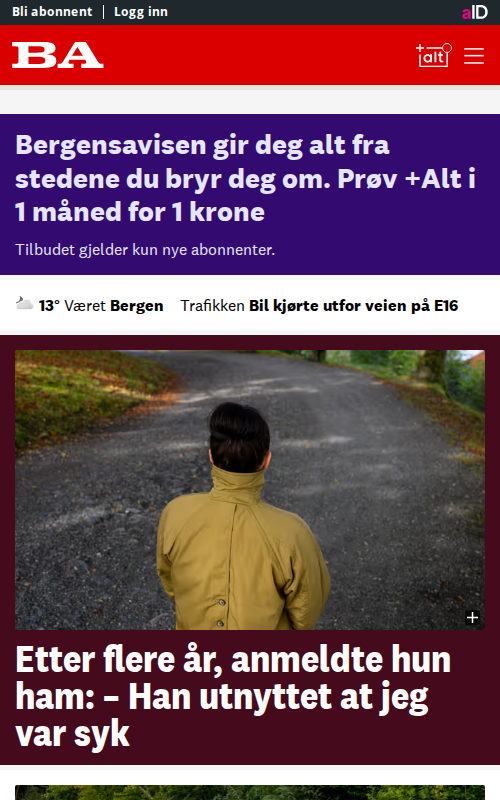 Bli abonnent | Logg inn
aID
BA
+alt
Bergensavisen gir deg alt fra
stedene du bryr deg om. Prøv +Alt i
1 måned for 1 krone
Tilbudet gjelder kun nye abonnenter.
13° Været Bergen Trafikken Bil kjørte utfor veien på E16
Etter flere år, anmeldte hun
ham: – Han utnyttet at jeg
var syk